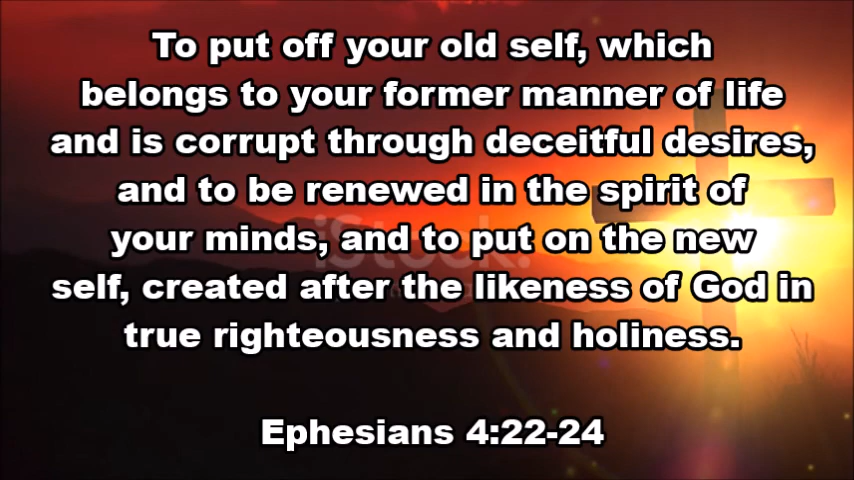 To put off your old self, which
belongs to your former manner of life
and is corrupt through deceitful desires,
and to be renewed in the spirit of
your minds, and to put on the new
self, created after the likeness of God in
true righteousness and holiness.
Ephesians 4:22-24
iStock.